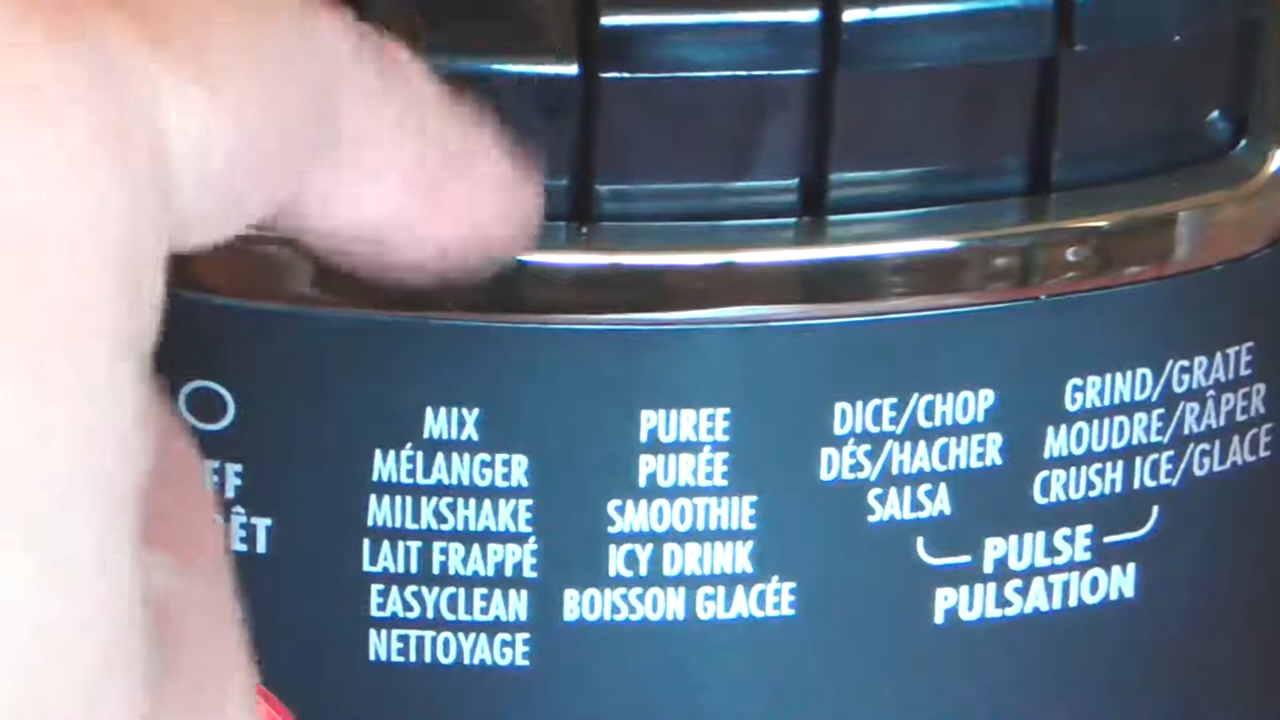 MIX
MÉLANGER
MILKSHAKE
LAIT FRAPPÉ
EASYCLEAN
NETTOYAGE
PUREE
PURÉE
SMOOTHIE
ICY DRINK
BOISSON GLACÉE
DICE/CHOP
DÉS/HACHER
SALSA
GRIND/GRATE
MOUDRE/RÂPER
CRUSH ICE/GLACE
PULSE
PULSATION